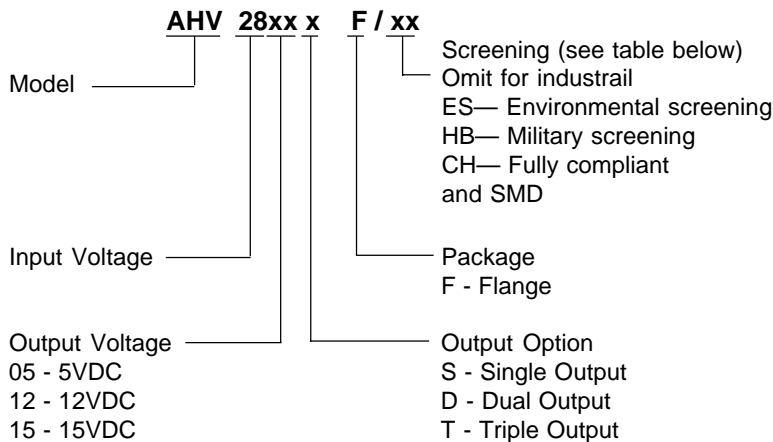 AHV 28xx x F / xx
Model
Screening (see table below)
Omit for industrail
ES— Environmental screening
HB— Military screening
CH— Fully compliant
and SMD
Input Voltage
Package
F - Flange
Output Voltage
05 - 5VDC
12 - 12VDC
15 - 15VDC
Output Option
S - Single Output
D - Dual Output
T - Triple Output